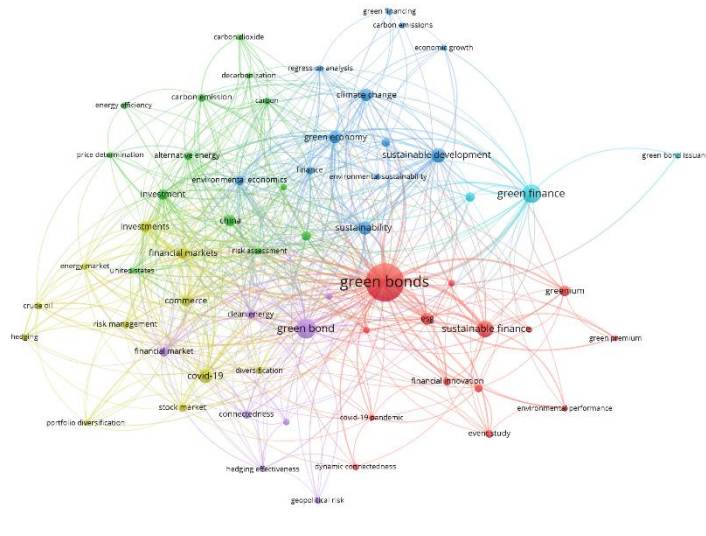 green financing
carbon emissions
carbon dioxide
economic growth
regression analysis
decarbonization
climate change
carbon emission
carbon
energy efficiency
green economy
price determination
alternative energy
sustainable development
green bond issuan
finance
environmental economics
environmental sustainability
investment
green finance
china
investments
sustainability
risk assessment
financial markets
energy market
united states
green bonds
greenium
commerce
crude oil
clean energy
esg
risk management
green bond
sustainable finance
hedging
green premium
financial market
diversification
covid-19
financial innovation
stock market
environmental performance
connectedness
covid-19 pandemic
portfolio diversification
event study
hedging effectiveness
dynamic connectedness
geopolitical risk